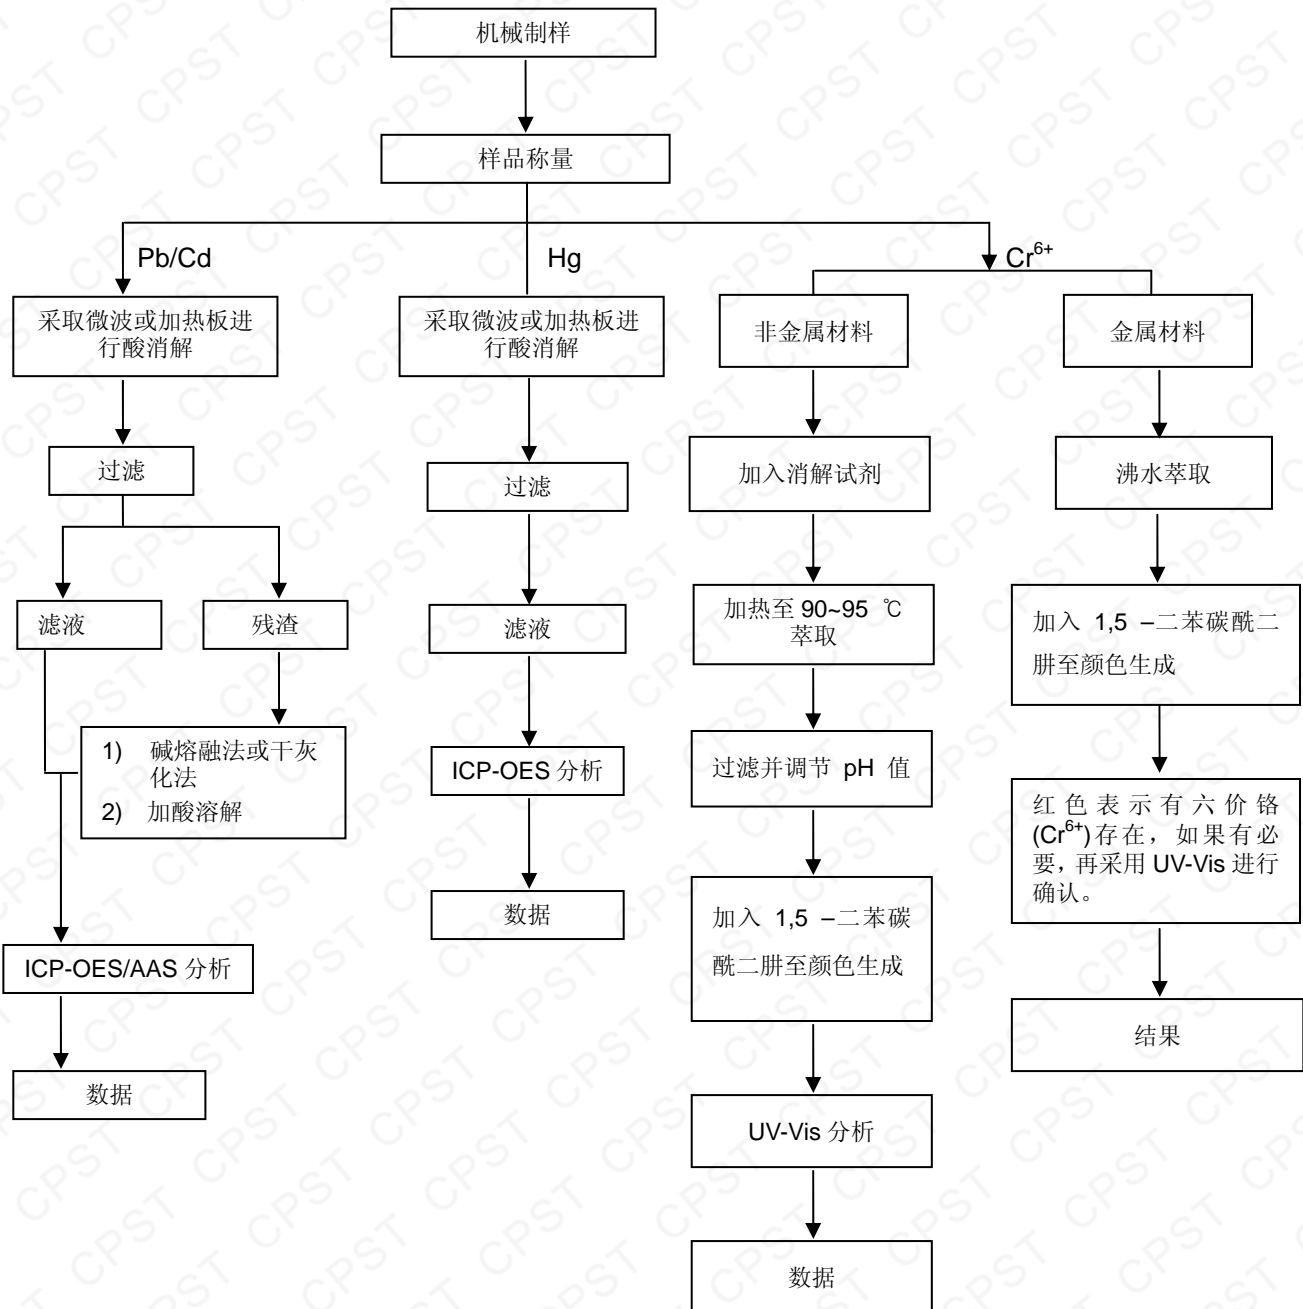 机械制样
样品称量
Pb/Cd
Hg
Cr6+
采取微波或加热板进
行酸消解
过滤
滤液
残渣
1) 碱熔融法或干灰
化法
2) 加酸溶解
ICP-OES/AAS 分析
数据
采取微波或加热板进
行酸消解
过滤
滤液
ICP-OES 分析
数据
非金属材料
加入消解试剂
加热至 90~95 ℃
萃取
过滤并调节 pH 值
加入 1,5 –二苯碳
酰二肼至颜色生成
UV-Vis 分析
数据
金属材料
沸水萃取
加入 1,5 –二苯碳酰二
肼至颜色生成
红色表示有六价铬
(Cr6+)存在，如果有必
要，再采用 UV-Vis 进行
确认。
结果
CPST